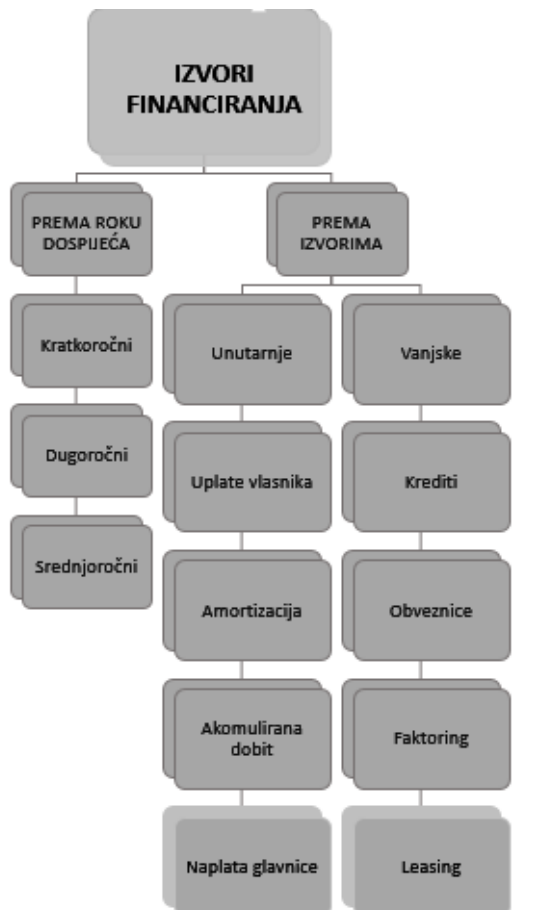 IZVORI
FINANCIRANJA
PREMA ROKU
DOSPIJEĆA
Kratkoročni
Dugoročni
Srednjoročni
PREMA
IZVORIMA
Unutarnje
Uplate vlasnika
Amortizacija
Akomulirana
dobit
Naplata glavnice
Vanjske
Krediti
Obveznice
Faktoring
Leasing